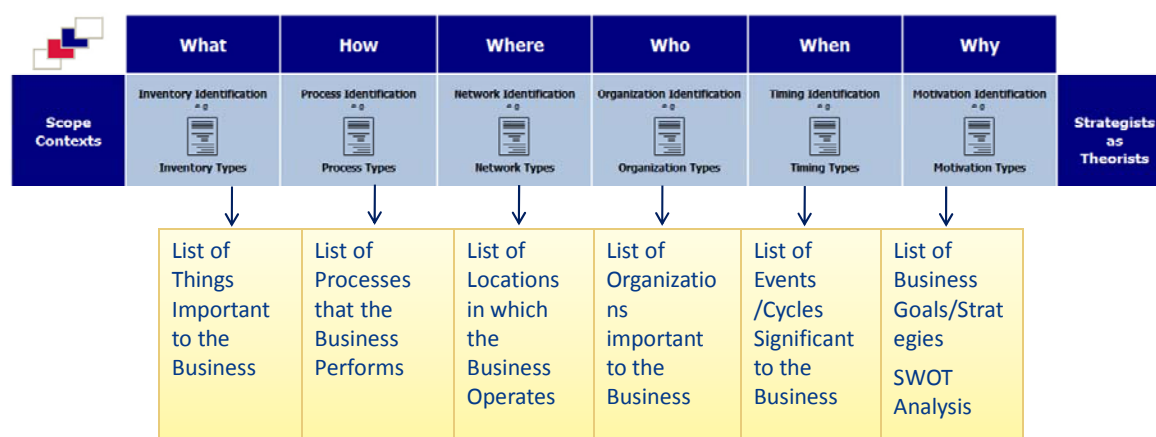 What
How
Where
Who
When
Why
Scope
Contexts
Inventory Identification
e.g.
Inventory Types
Process Identification
e.g.
Process Types
Network Identification
e.g.
Network Types
Organization Identification
e.g.
Organization Types
Timing Identification
e.g.
Timing Types
Motivation Identification
e.g.
Motivation Types
Strategists
as
Theorists
List of
Things
Important
to the
Business
List of
Processes
that the
Business
Performs
List of
Locations
in which
the
Business
Operates
List of
Organizatio
ns
important
to the
Business
List of
Events
/Cycles
Significant
to the
Business
List of
Business
Goals/Strat
egies
SWOT
Analysis